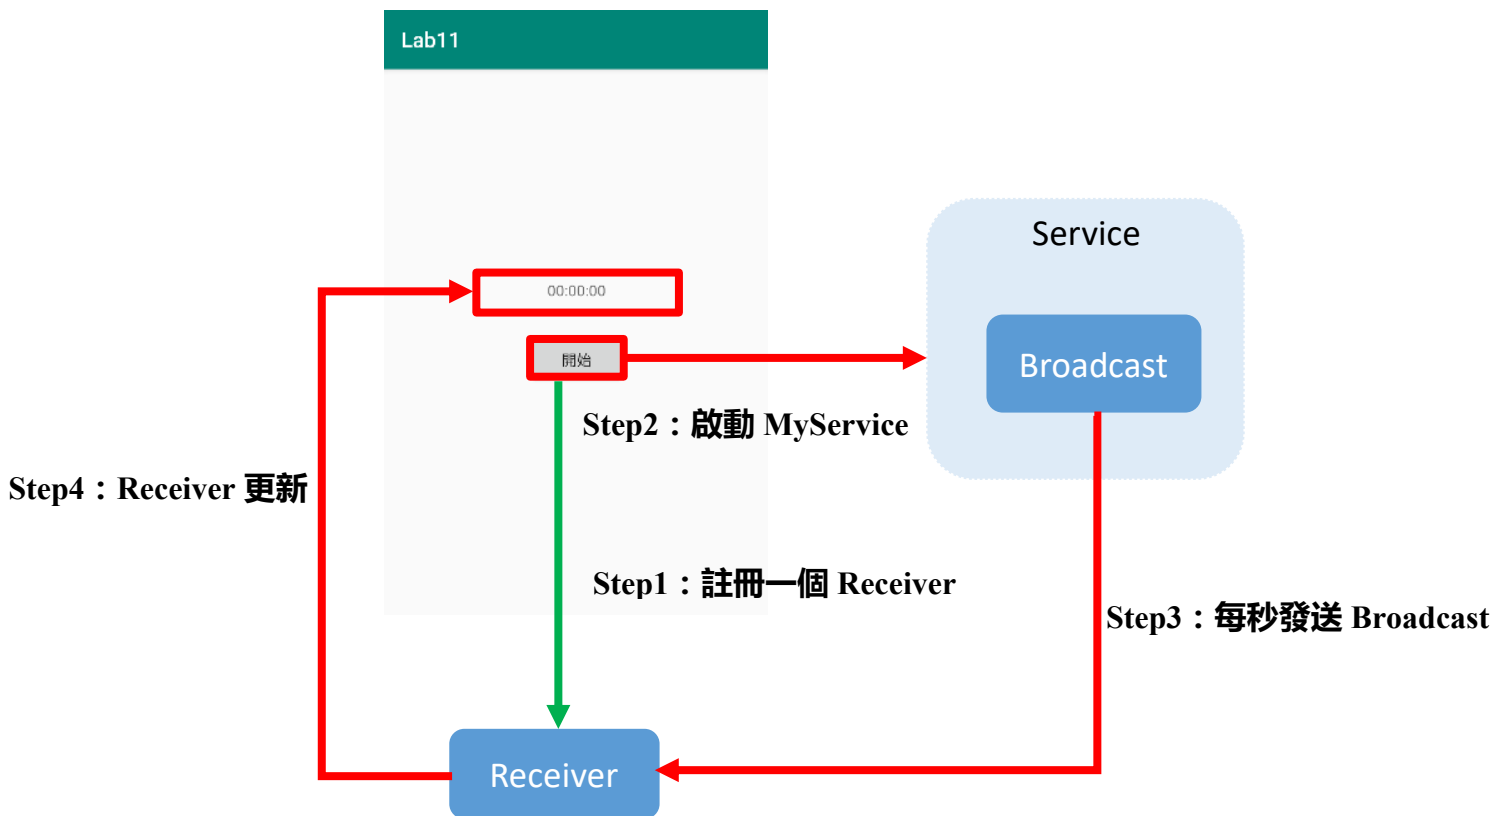 Lab11
Service
00:00:00
開始
Broadcast
Step2：啟動 MyService
Step4：Receiver 更新
Step1：註冊一個 Receiver
Step3：每秒發送 Broadcast
Receiver